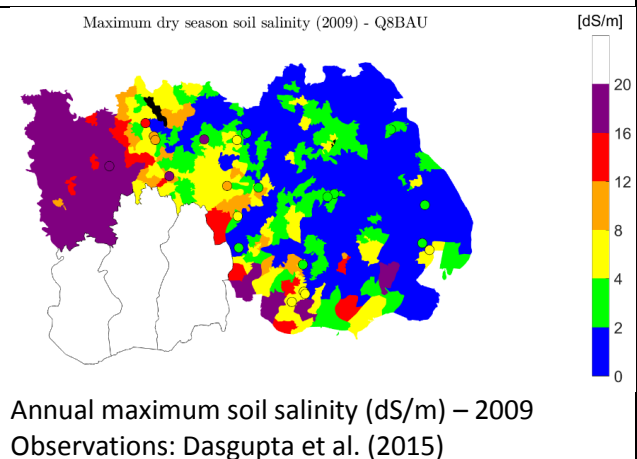 Maximum dry season soil salinity (2009) - Q8BAU
[dS/m]
20
16
12
8
4
2
0
Annual maximum soil salinity (dS/m) – 2009
Observations: Dasgupta et al. (2015)